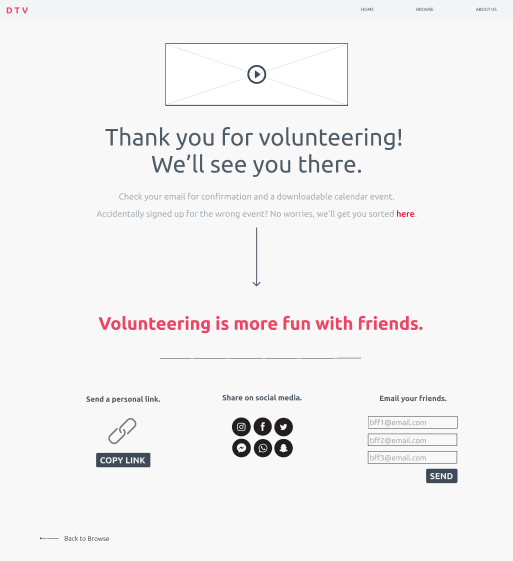 DTV
HOME BROWSE ABOUT US
Thank you for volunteering!
We’ll see you there.
Check your email for confirmation and a downloadable calendar event.
Accidentally signed up for the wrong event? No worries, we’ll get you sorted here.
Volunteering is more fun with friends.
Send a personal link.
COPY LINK
Share on social media.
Email your friends.
bff1@email.com
bff2@email.com
bff3@email.com
SEND
Back to Browse